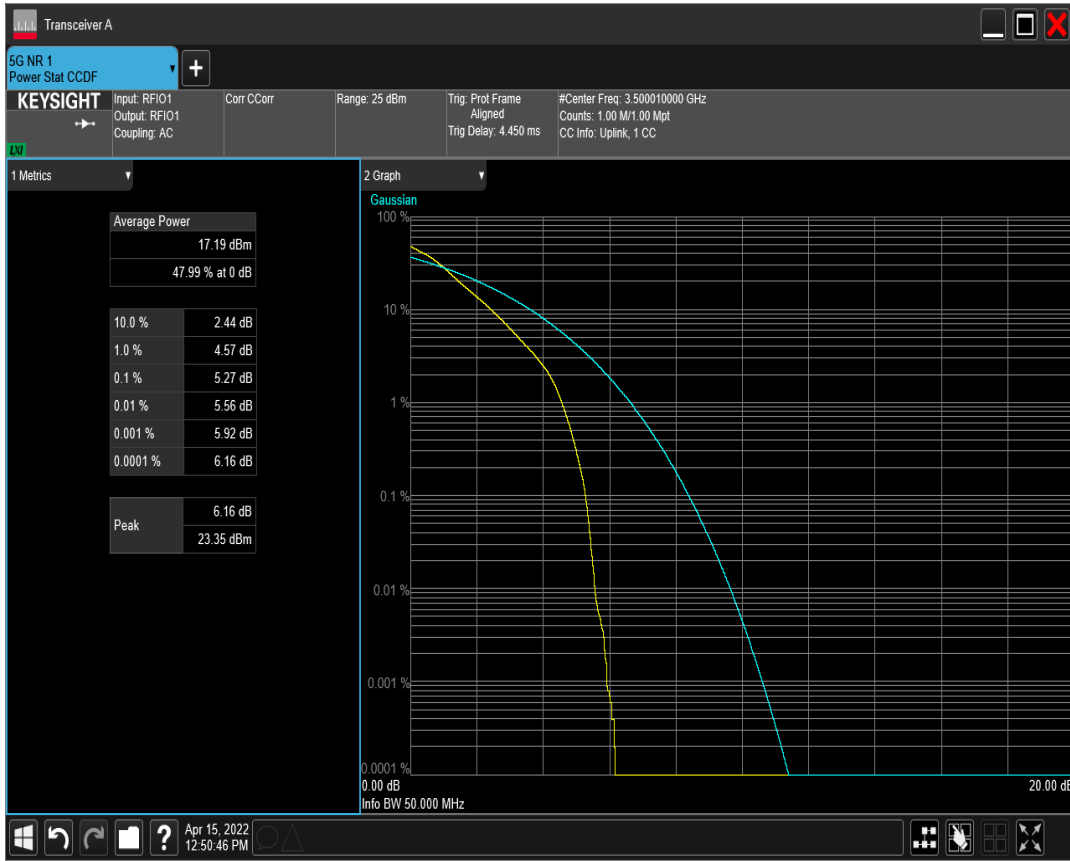 Transceiver A
5G NR 1
Power Stat CCDF
KEYSIGHT
LXI
Input: RFIO1
Output: RFIO1
Coupling: AC
Corr CCorr
Range: 25 dBm
Trig: Prot Frame
Aligned
Trig Delay: 4.450 ms
#Center Freq: 3.500010000 GHz
Counts: 1.00 M/1.00 Mpt
CC Info: Uplink, 1 CC
1 Metrics
Average Power
17.19 dBm
47.99 % at 0 dB
10.0 % 2.44 dB
1.0 % 4.57 dB
0.1 % 5.27 dB
0.01 % 5.56 dB
0.001 % 5.92 dB
0.0001 % 6.16 dB
Peak
6.16 dB
23.35 dBm
2 Graph
Gaussian
100 %
10 %
1 %
0.1 %
0.01 %
0.001 %
0.0001 %
0.00 dB 20.00 dB
Info BW 50.000 MHz
?
Apr 15, 2022
12:50:46 PM